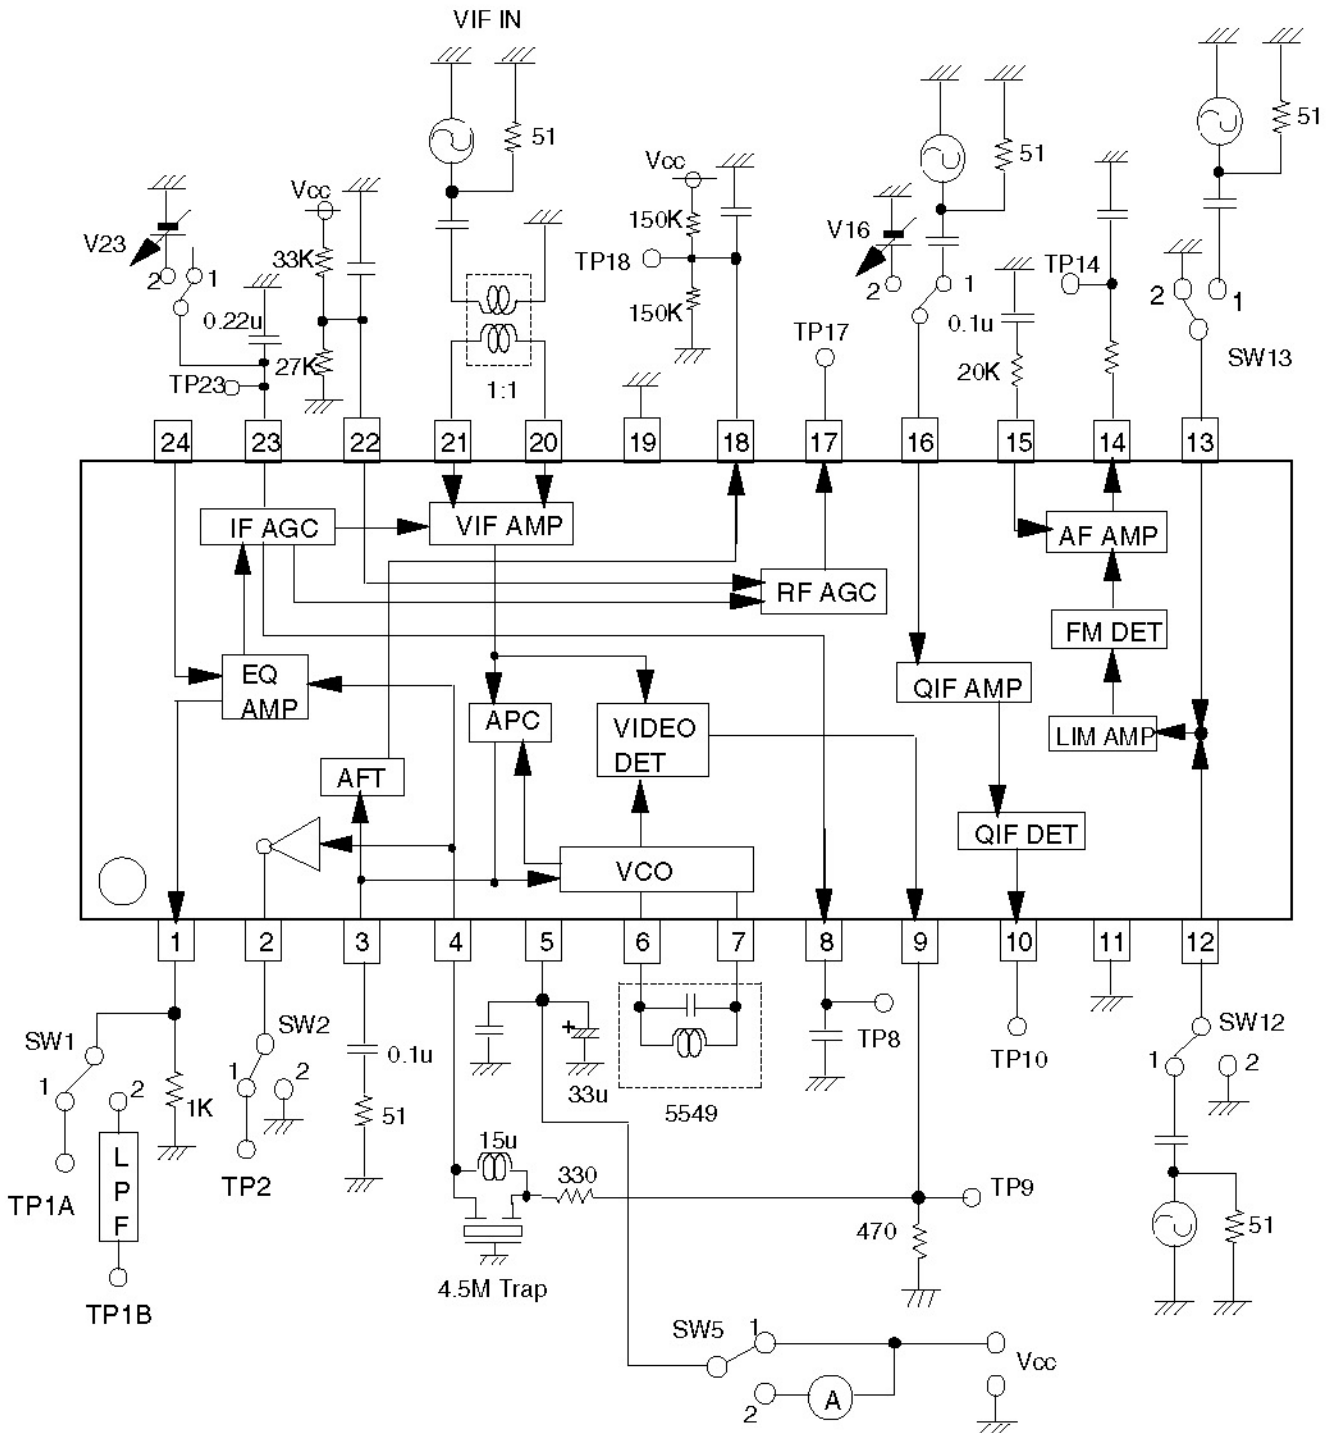 VIF IN
51
51
51
Vcc
Vcc
V23
2
1
33K
0.22u
27K
TP23
1:1
150K
TP18
150K
V16
2
1
TP14
0.1u
20K
TP17
2
1
SW13
24
23
22
21
20
19
18
17
16
15
14
13
IF AGC
VIF AMP
AF AMP
RF AGC
FM DET
EQ
AMP
QIF AMP
APC
VIDEO
DET
LIM AMP
AFT
QIF DET
VCO
1
2
3
4
5
6
7
8
9
10
11
12
SW1
1
2
1K
SW2
1
2
0.1u
51
+
33u
5549
TP8
TP10
SW12
1
2
L
P
F
TP1A
TP2
TP1B
15u
330
4.5M Trap
TP9
470
51
SW5
1
2
A
Vcc